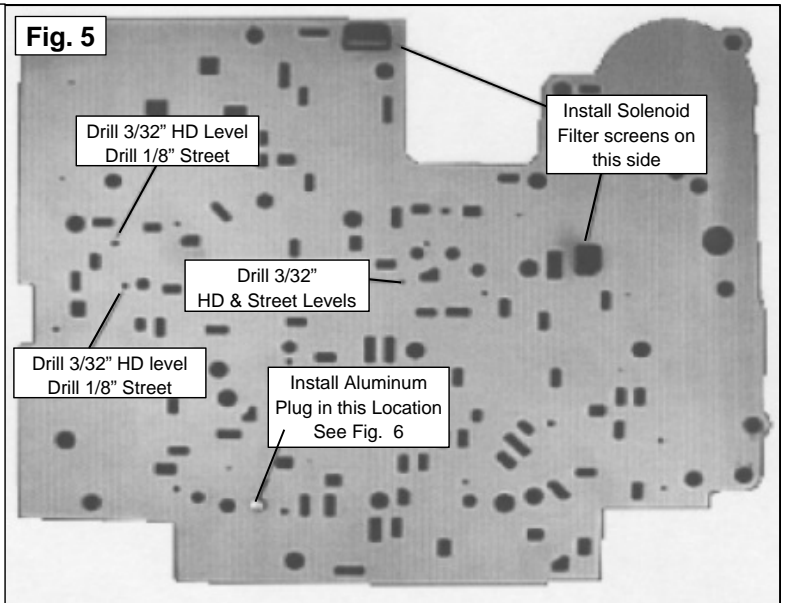 Fig. 5
Install Solenoid
Filter screens on
this side
Drill 3/32” HD Level
Drill 1/8” Street
Drill 3/32”
HD & Street Levels
Drill 3/32” HD level
Drill 1/8” Street
Install Aluminum
Plug in this Location
See Fig. 6